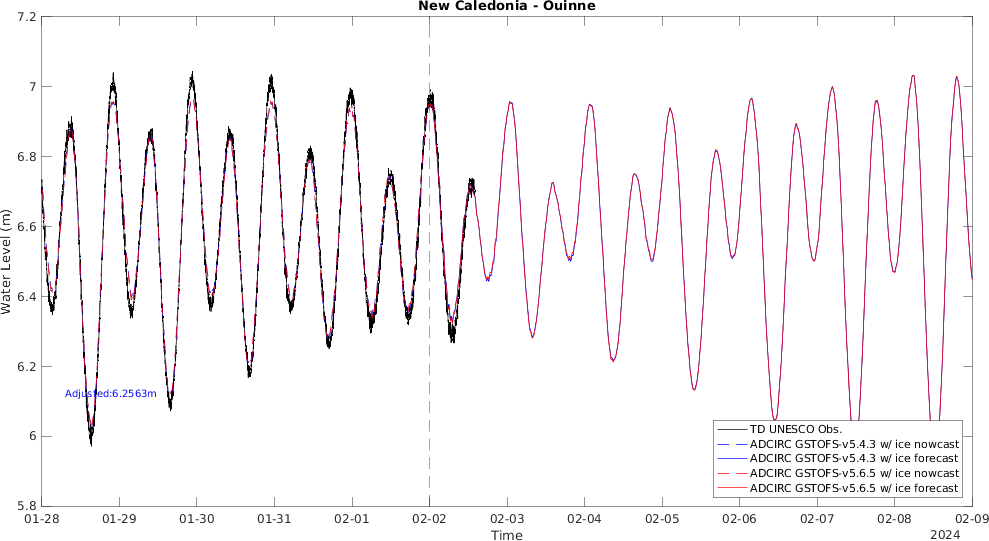 New Caledonia - Ouinne
7.2
7
6.8
6.6
6.4
6.2
6
5.8
Water Level (m)
Adjusted:6.2563m
TD UNESCO Obs.
ADCIRC GSTOFS-v5.4.3 w/ ice nowcast
ADCIRC GSTOFS-v5.4.3 w/ ice forecast
ADCIRC GSTOFS-v5.6.5 w/ ice nowcast
ADCIRC GSTOFS-v5.6.5 w/ ice forecast
01-28 01-29 01-30 01-31 02-01 02-02 02-03 02-04 02-05 02-06 02-07 02-08 02-09
Time
2024